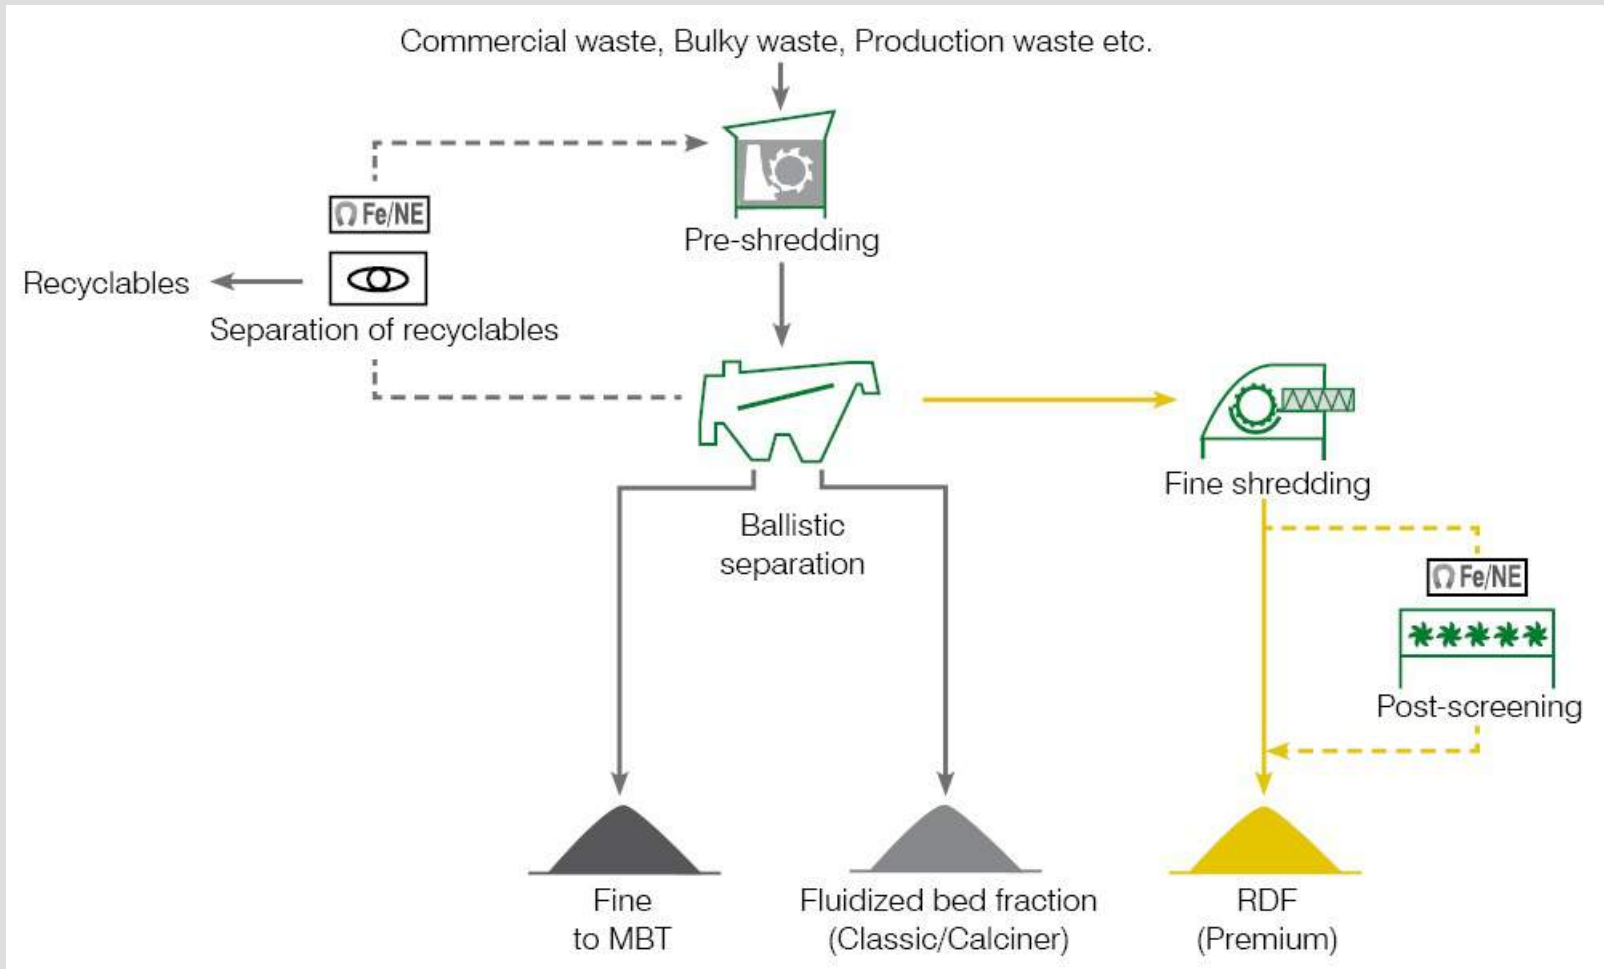 Commercial waste, Bulky waste, Production waste etc.
Fe/NE
Pre-shredding
Recyclables
Separation of recyclables
Fine shredding
Ballistic
separation
Fe/NE
Post-screening
Fine
to MBT
Fluidized bed fraction
(Classic/Calciner)
RDF
(Premium)